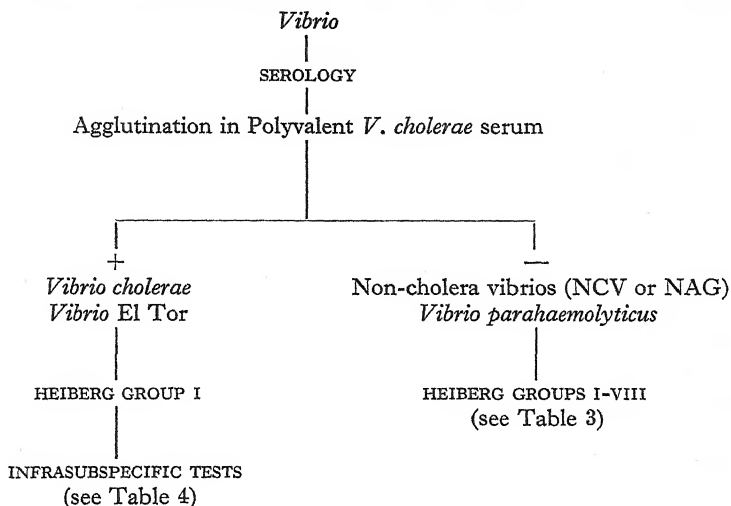 Vibrio
SEROLOGY
Agglutination in Polyvalent V. cholerae serum
+
Vibrio cholerae
Vibrio El Tor
HEIBERG GROUP I
INFRASUBSPECIFIC TESTS
(see Table 4)
—
Non-cholera vibrios (NCV or NAG)
Vibrio parahaemolyticus
HEIBERG GROUPS I-VIII
(see Table 3)